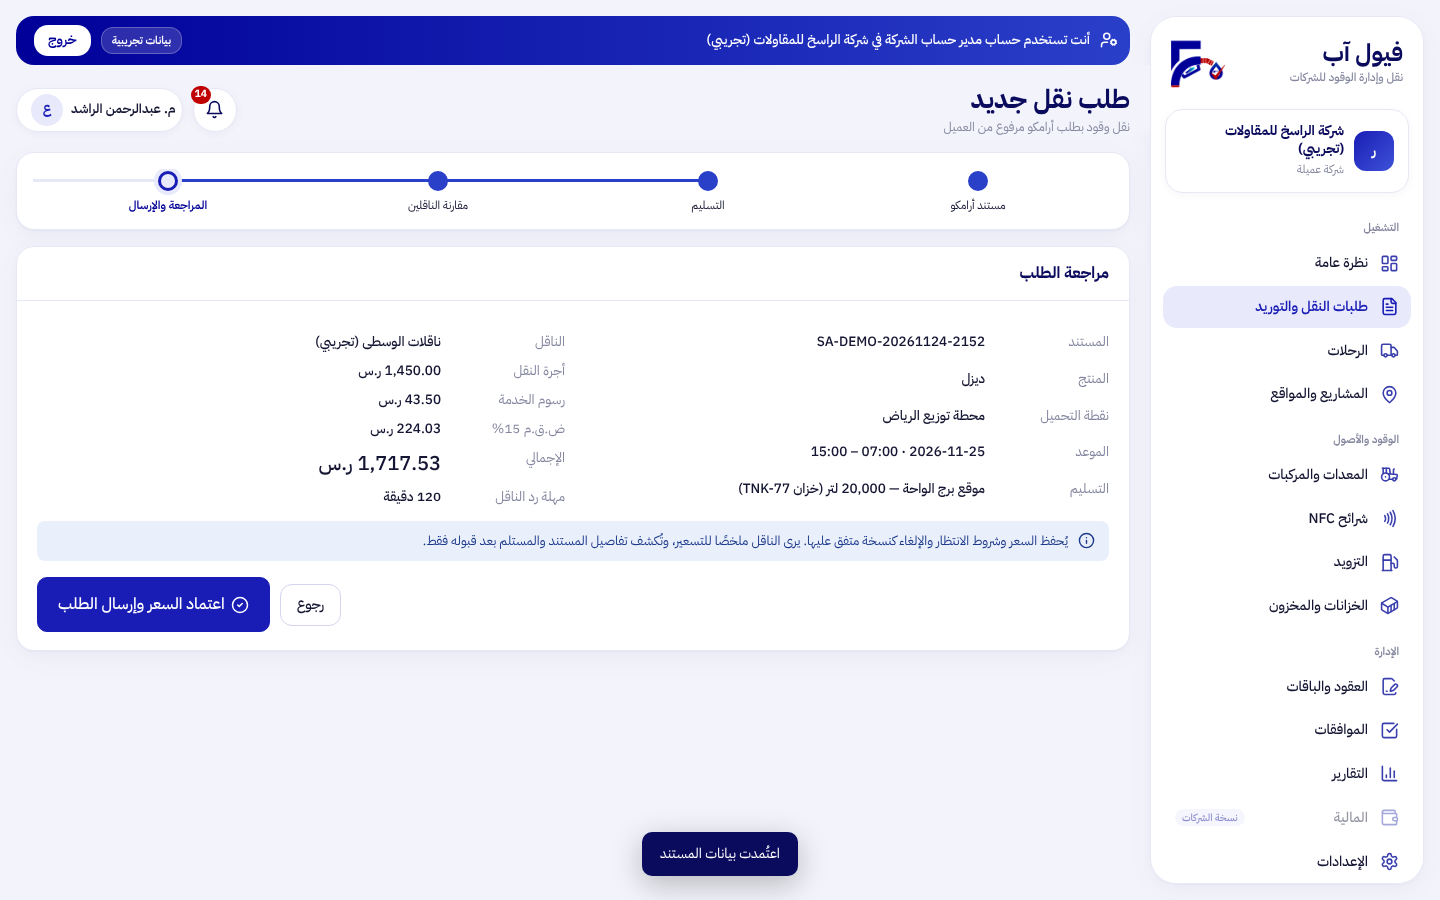 فيول آب
نقل وإدارة الوقود للشركات
شركة الراسخ للمقاولات
(تجريبي)
شركة عميلة
ر
التشغيل
نظرة عامة
طلبات النقل والتوريد
الرحلات
المشاريع والمواقع
الوقود والأصول
المعدات والمركبات
شرائح NFC
التزويد
الخزانات والمخزون
الإدارة
العقود والباقات
الموافقات
التقارير
المالية
نسخة الشركات
الإعدادات
أنت تستخدم حساب مدير حساب الشركة في شركة الراسخ للمقاولات (تجريبي)
بيانات تجريبية
خروج
طلب نقل جديد
نقل وقود بطلب أرامكو مرفوع من العميل
14
م. عبدالرحمن الراشد
ع
مستند أرامكو
التسليم
مقارنة الناقلين
المراجعة والإرسال
مراجعة الطلب
المستند SA-DEMO-20261124-2152
المنتج ديزل
نقطة التحميل محطة توزيع الرياض
الموعد 2026-11-25 · 07:00 – 15:00
التسليم موقع برج الواحة — 20,000 لتر (خزان TNK-77)
الناقل ناقلات الوسطى (تجريبي)
أجرة النقل 1,450.00 ر.س
رسوم الخدمة 43.50 ر.س
ض.ق.م 15% 224.03 ر.س
الإجمالي 1,717.53 ر.س
مهلة رد الناقل 120 دقيقة
يُحفظ السعر وشروط الانتظار والإلغاء كنسخة متفق عليها. يرى الناقل ملخصًا للتسعير، وتُكشف تفاصيل المستند والمستلم بعد قبوله فقط.
رجوع
اعتماد السعر وإرسال الطلب
اعتُمدت بيانات المستند